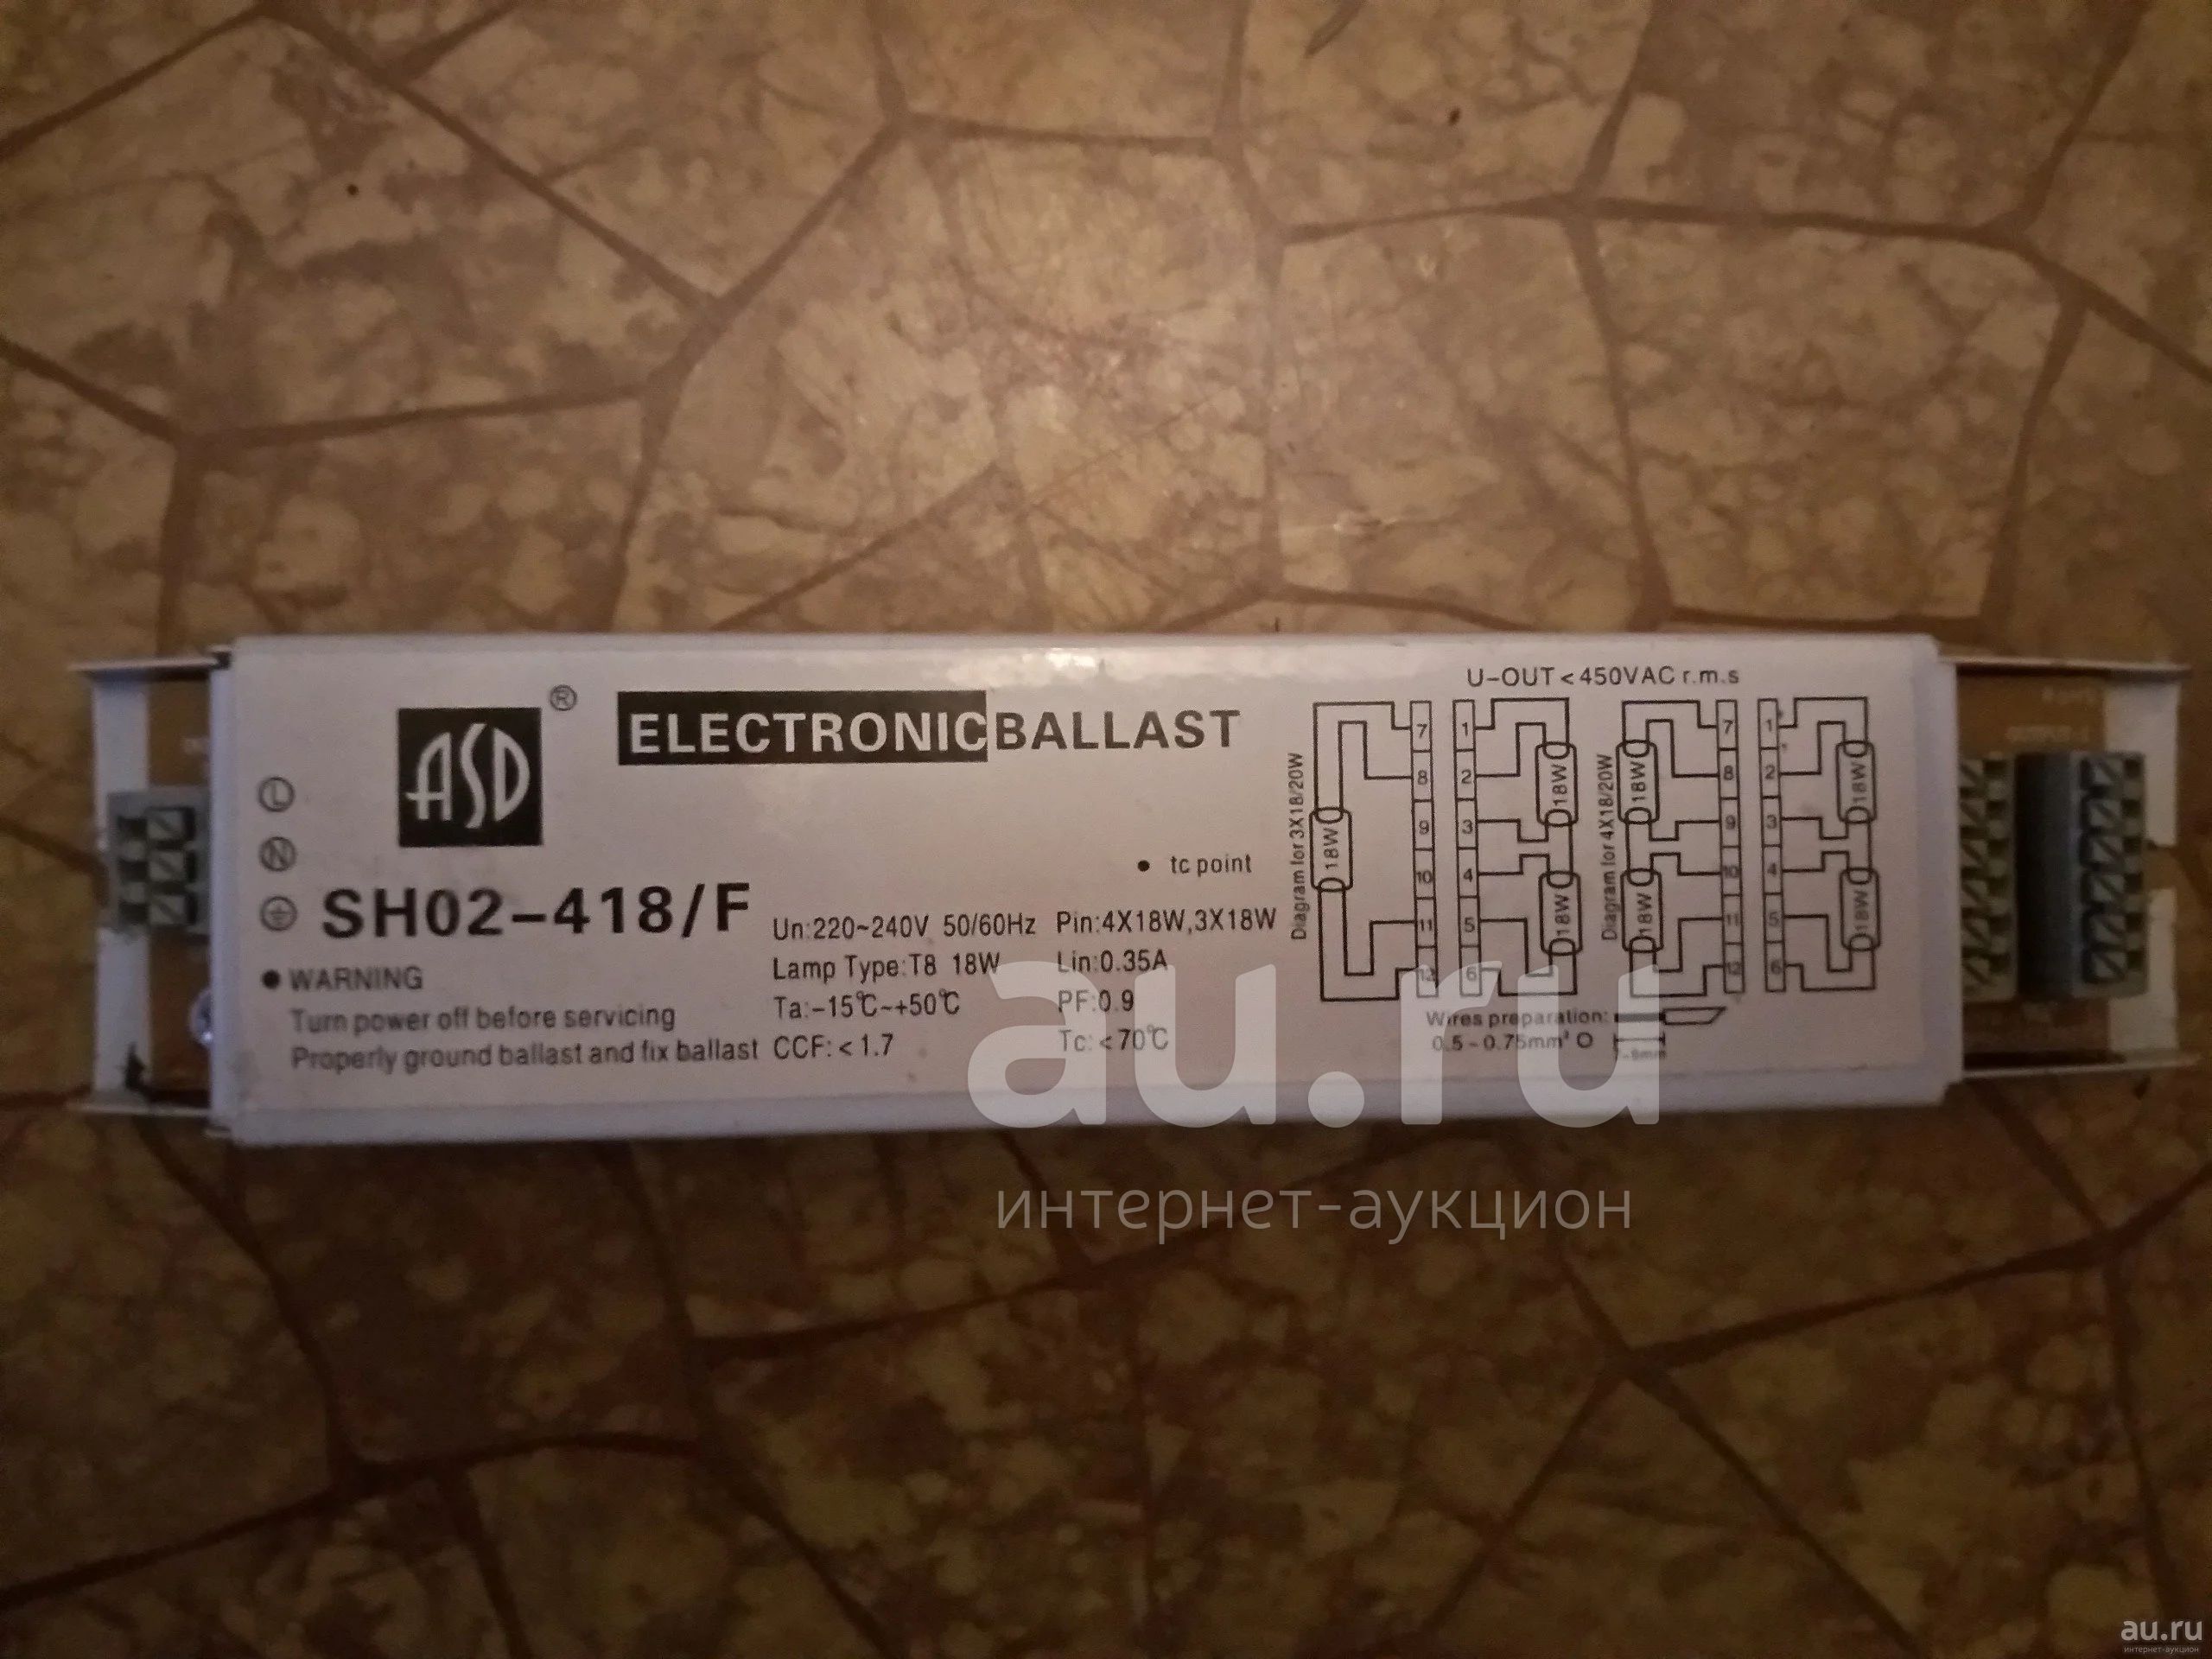 ASD ®
ELECTRONIC BALLAST
L
N
SH02-418/F
● WARNING
Turn power off before servicing
Properly ground ballast and fix ballast
• tc point
Un:220~240V 50/60Hz Pin:4X18W,3X18W
Lamp Type:T8 18W Lin:0.35A
Ta:-15℃~+50℃ PF:0.9
CCF:<1.7 Tc:<70℃
U-OUT<450VAC r.m.s
Diagram for 3X18/20W
18W
7
8
9
10
11
12
1
2
3
4
5
6
18W
18W
Diagram for 4X18/20W
18W
18W
7
8
9
10
11
12
1
2
3
4
5
6
18W
18W
Wires preparation:
0.5-0.75mm²
au.ru
интернет-аукцион
au.ru
интернет-аукцион